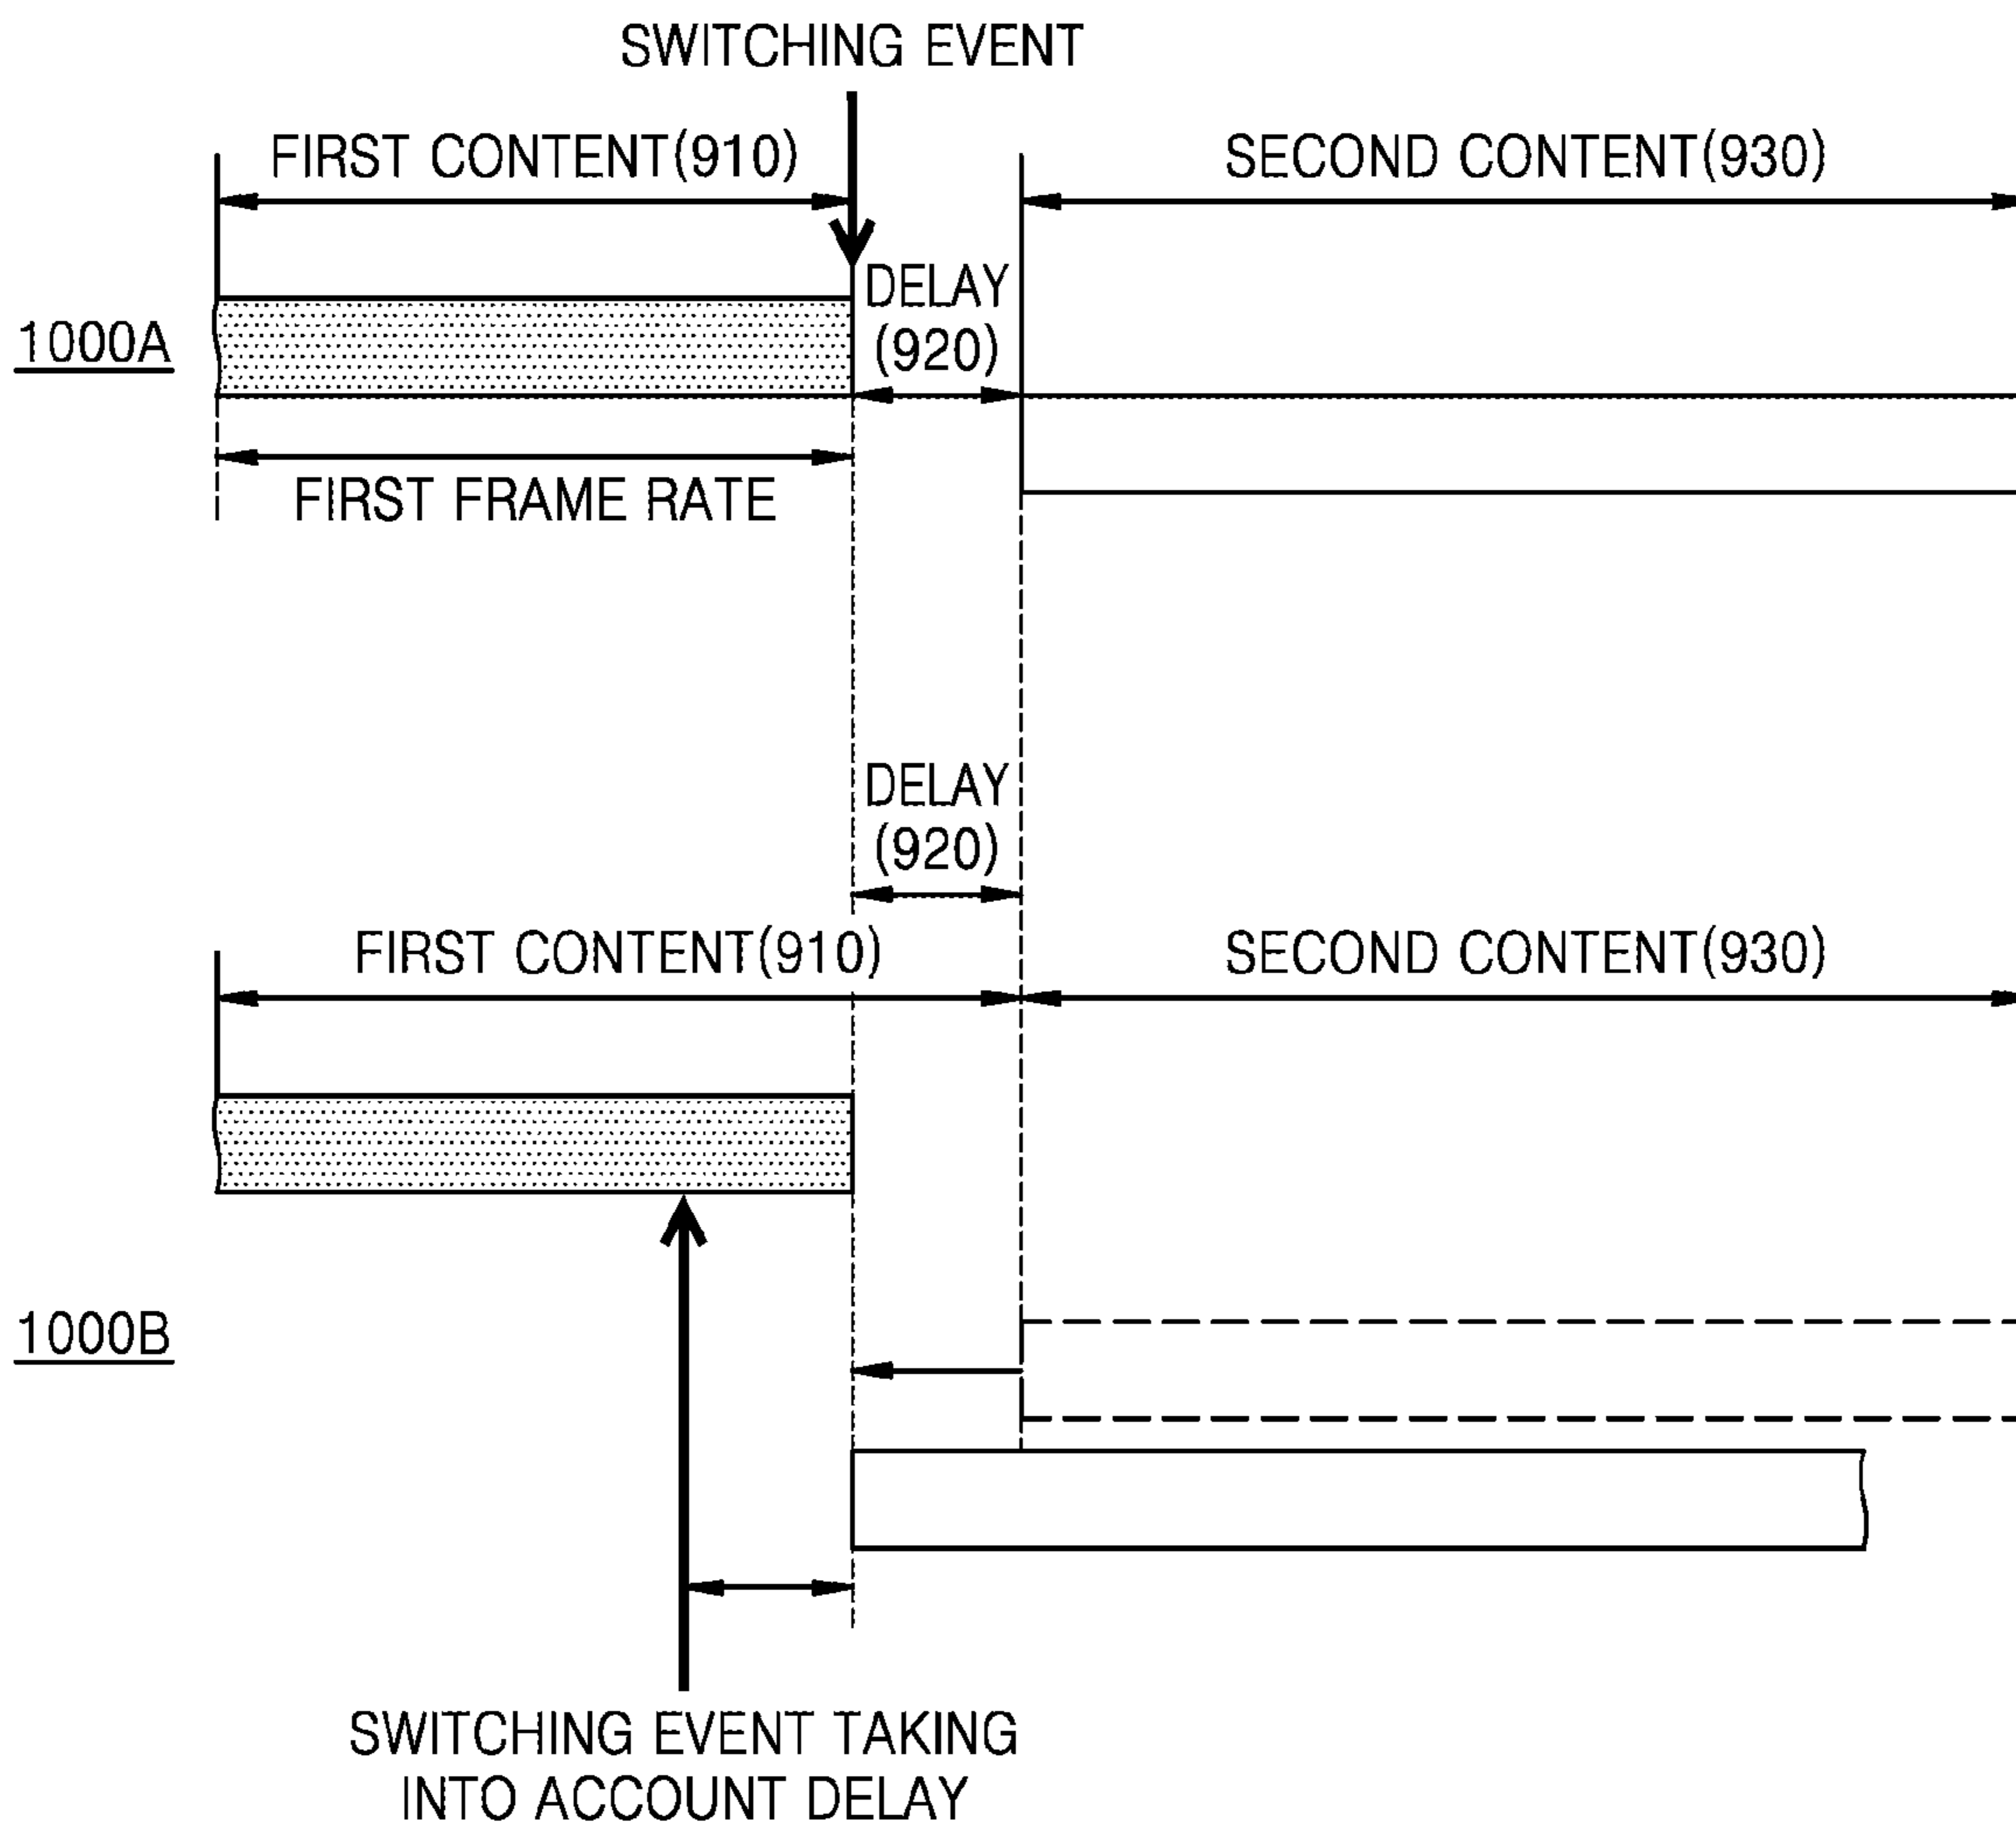 SWITCHING EVENT
FIRST CONTENT(910)
SECOND CONTENT(930)
DELAY
(920)
1000A
FIRST FRAME RATE
DELAY
(920)
FIRST CONTENT(910)
SECOND CONTENT(930)
1000B
SWITCHING EVENT TAKING
INTO ACCOUNT DELAY